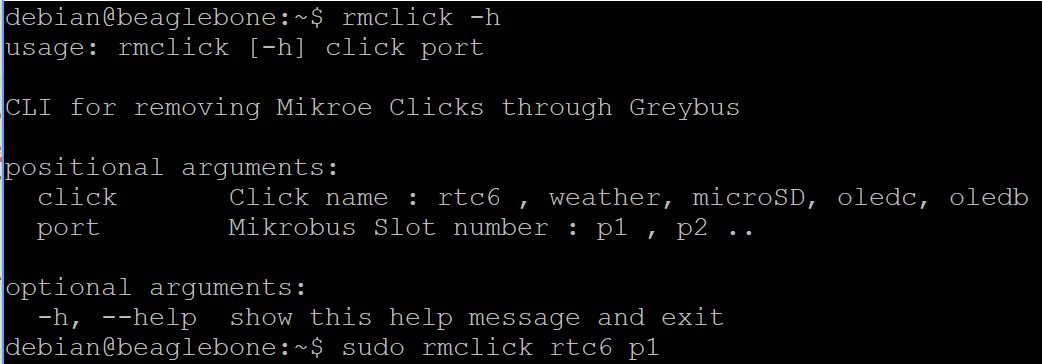 debian@beaglebone:~$ rmclick -h
usage: rmclick [-h] click port
CLI for removing Mikroe Clicks through Greybus
positional arguments:
  click       Click name : rtc6 , weather, microSD, oledc, oledb
  port        Mikrobus Slot number : p1 , p2 ..
optional arguments:
  -h, --help  show this help message and exit
debian@beaglebone:~$ sudo rmclick rtc6 p1